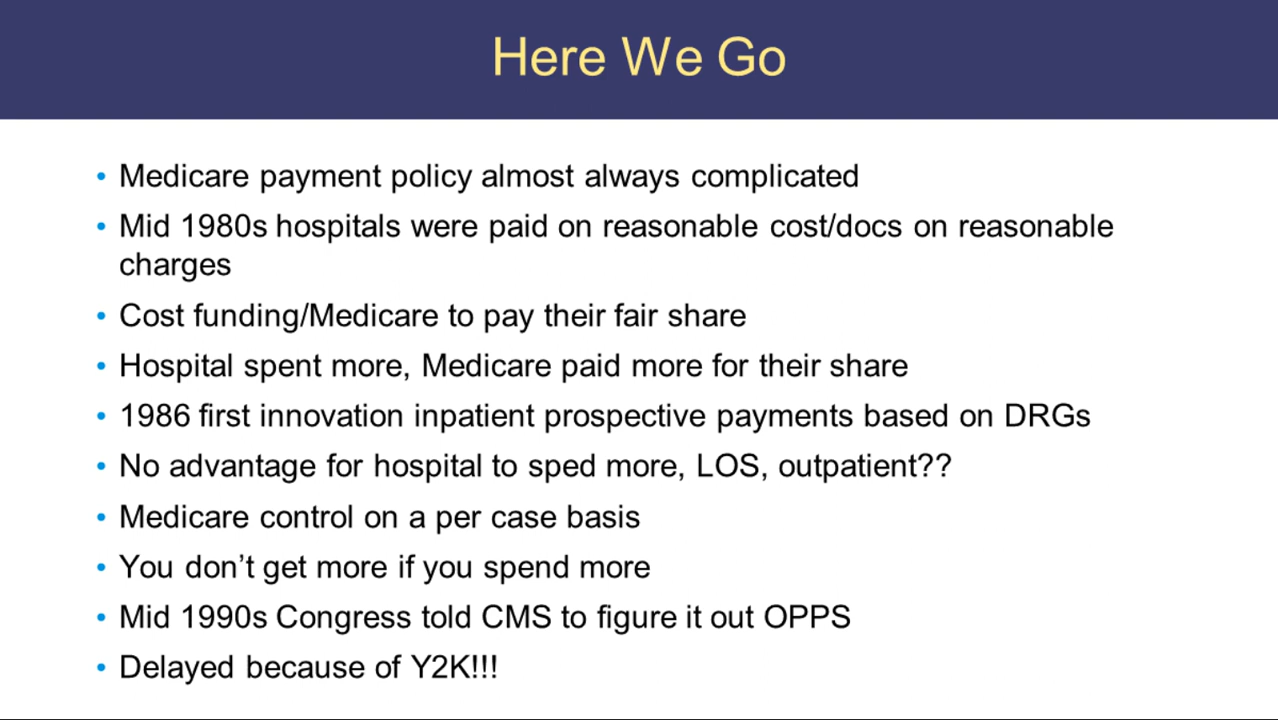 Here We Go
• Medicare payment policy almost always complicated
• Mid 1980s hospitals were paid on reasonable cost/docs on reasonable
charges
• Cost funding/Medicare to pay their fair share
• Hospital spent more, Medicare paid more for their share
• 1986 first innovation inpatient prospective payments based on DRGs
• No advantage for hospital to sped more, LOS, outpatient??
• Medicare control on a per case basis
• You don’t get more if you spend more
• Mid 1990s Congress told CMS to figure it out OPPS
• Delayed because of Y2K!!!